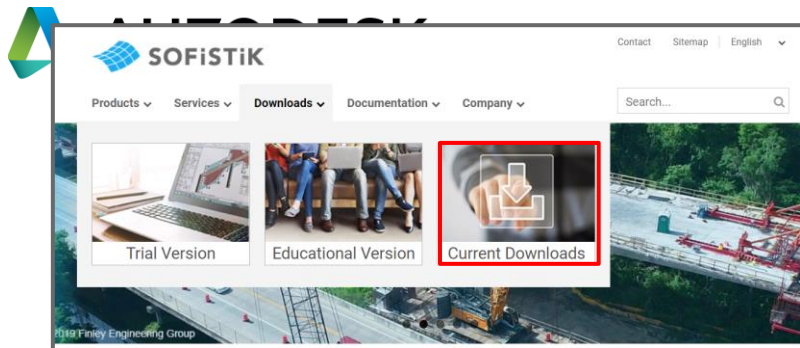 AUTODESK
SOFiSTiK
Contact Sitemap English
Products Services Downloads Documentation Company
Search...
Trial Version Educational Version Current Downloads
2019 Finley Engineering Group